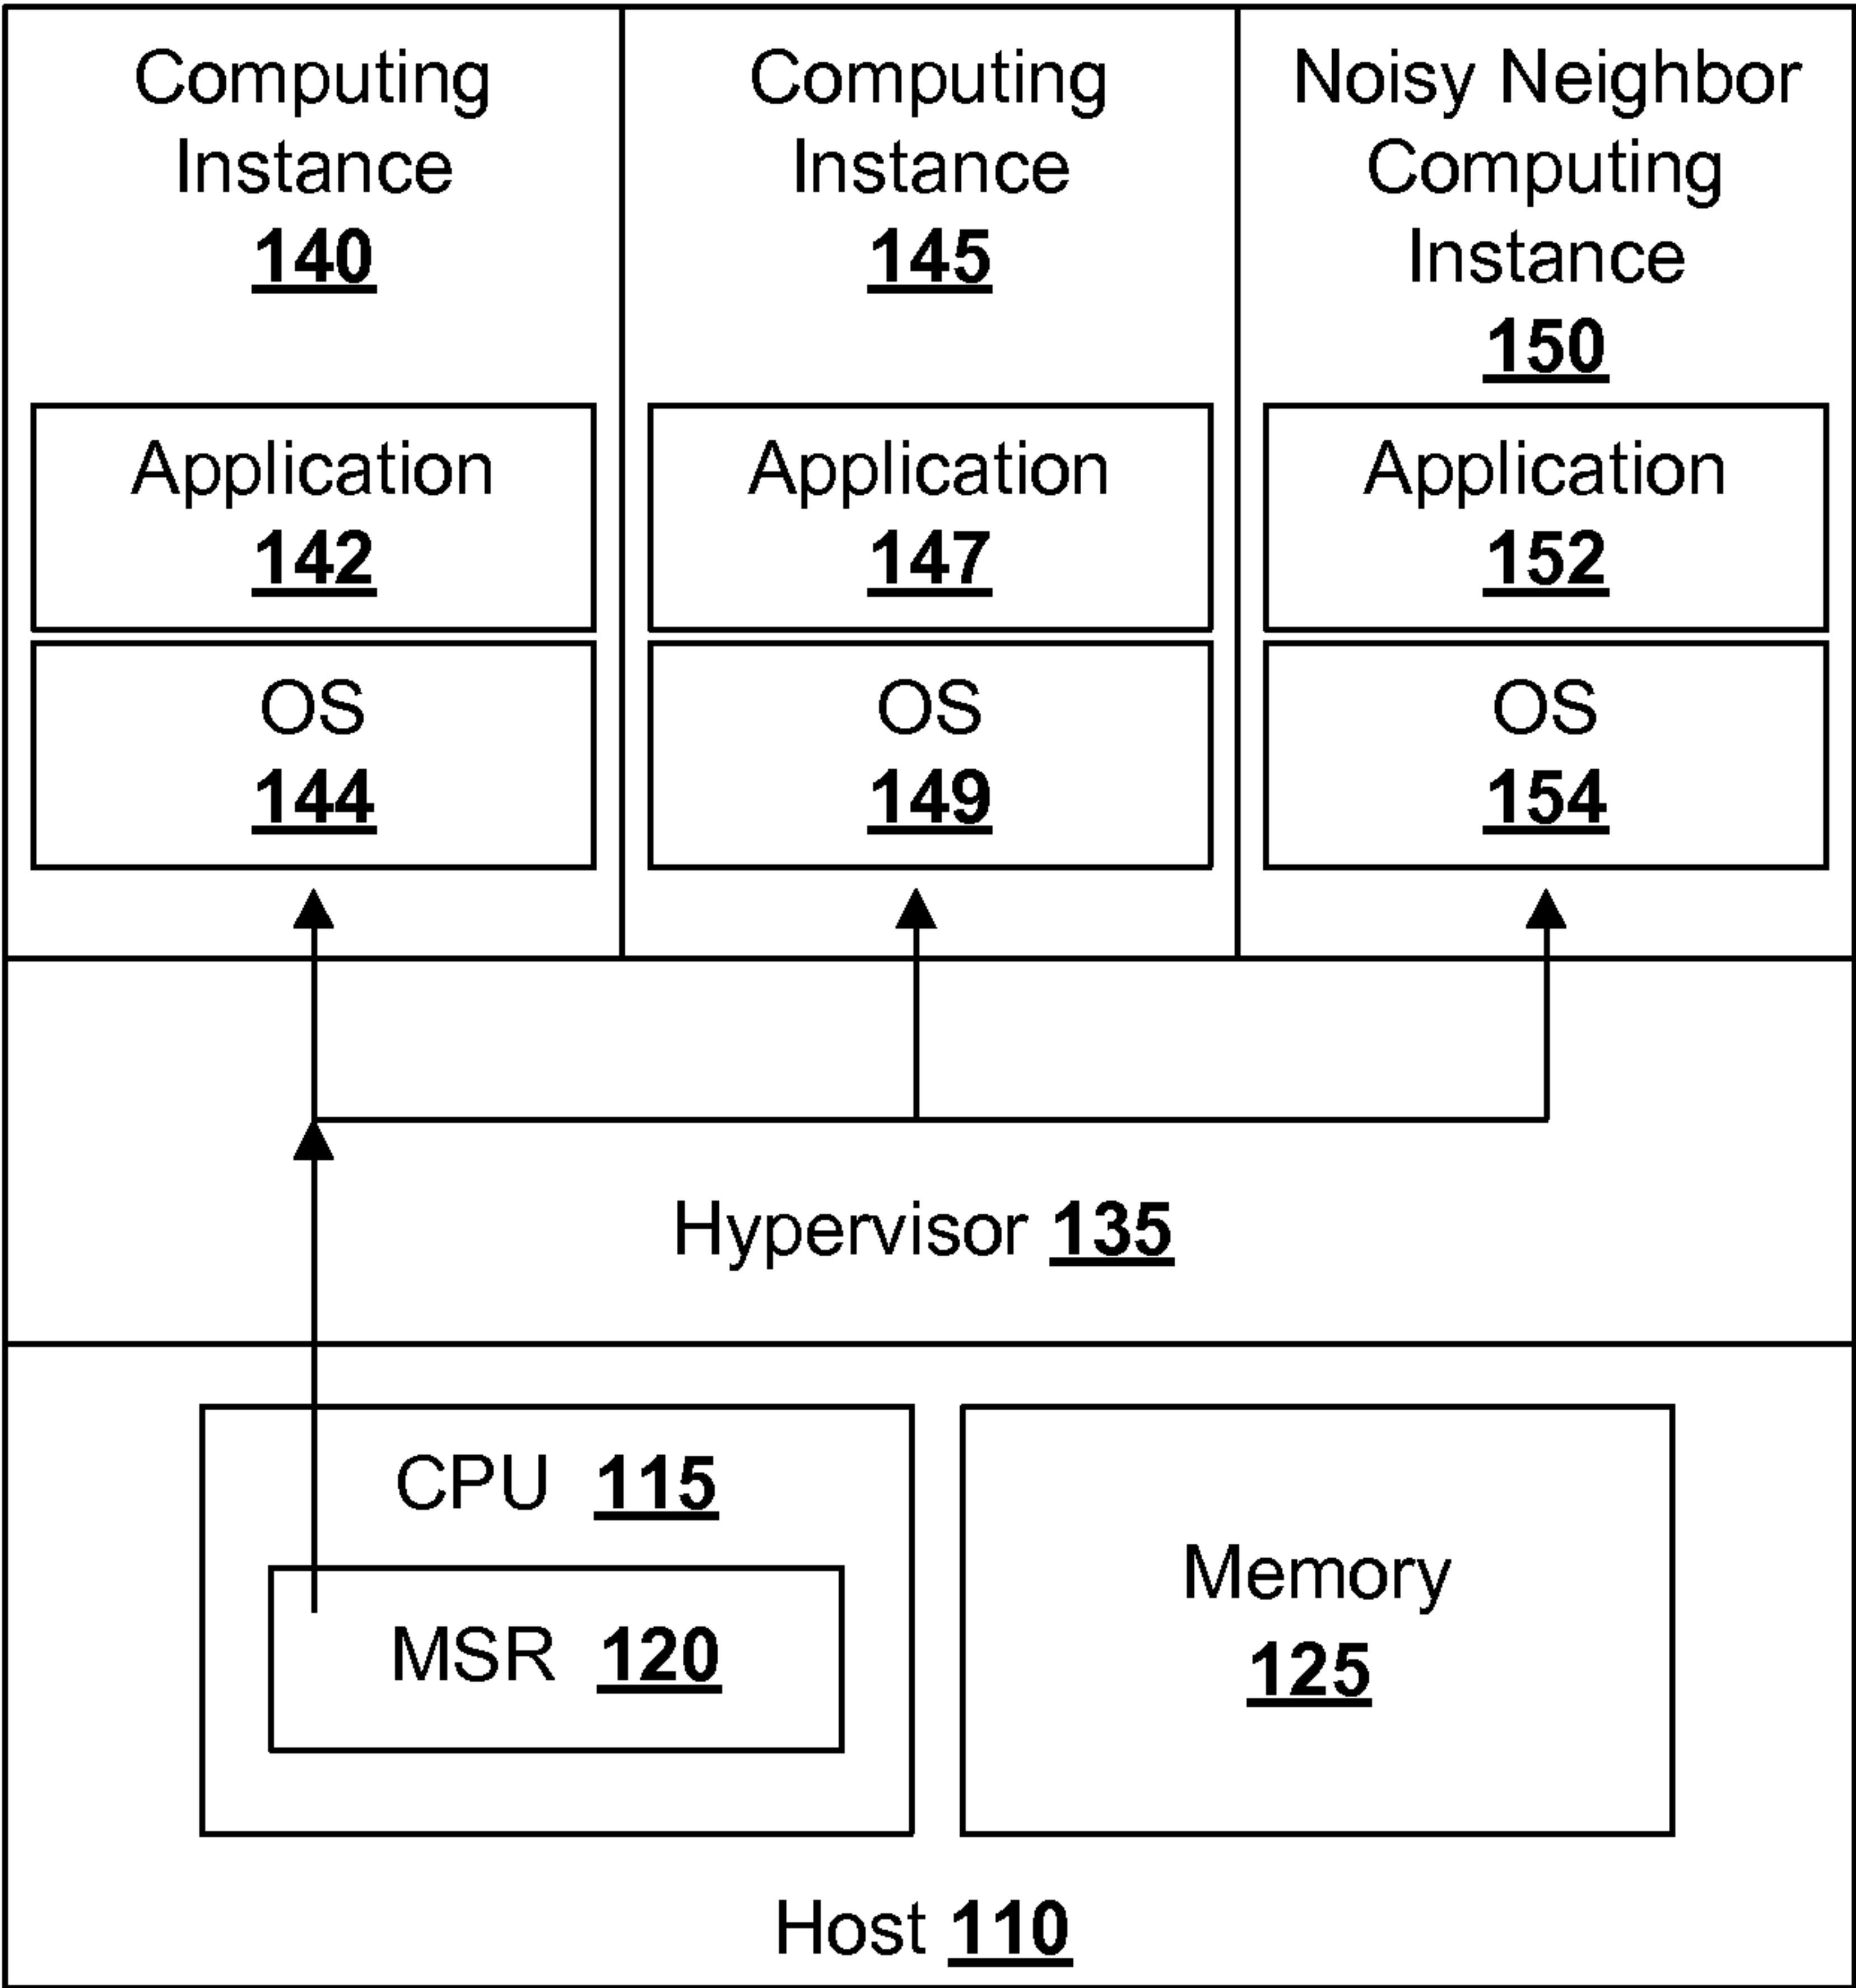 Computing
Instance
140
Computing
Instance
145
Noisy Neighbor
Computing
Instance
150
Application
142
Application
147
Application
152
OS
144
OS
149
OS
154
Hypervisor 135
CPU 115
MSR 120
Memory
125
Host 110